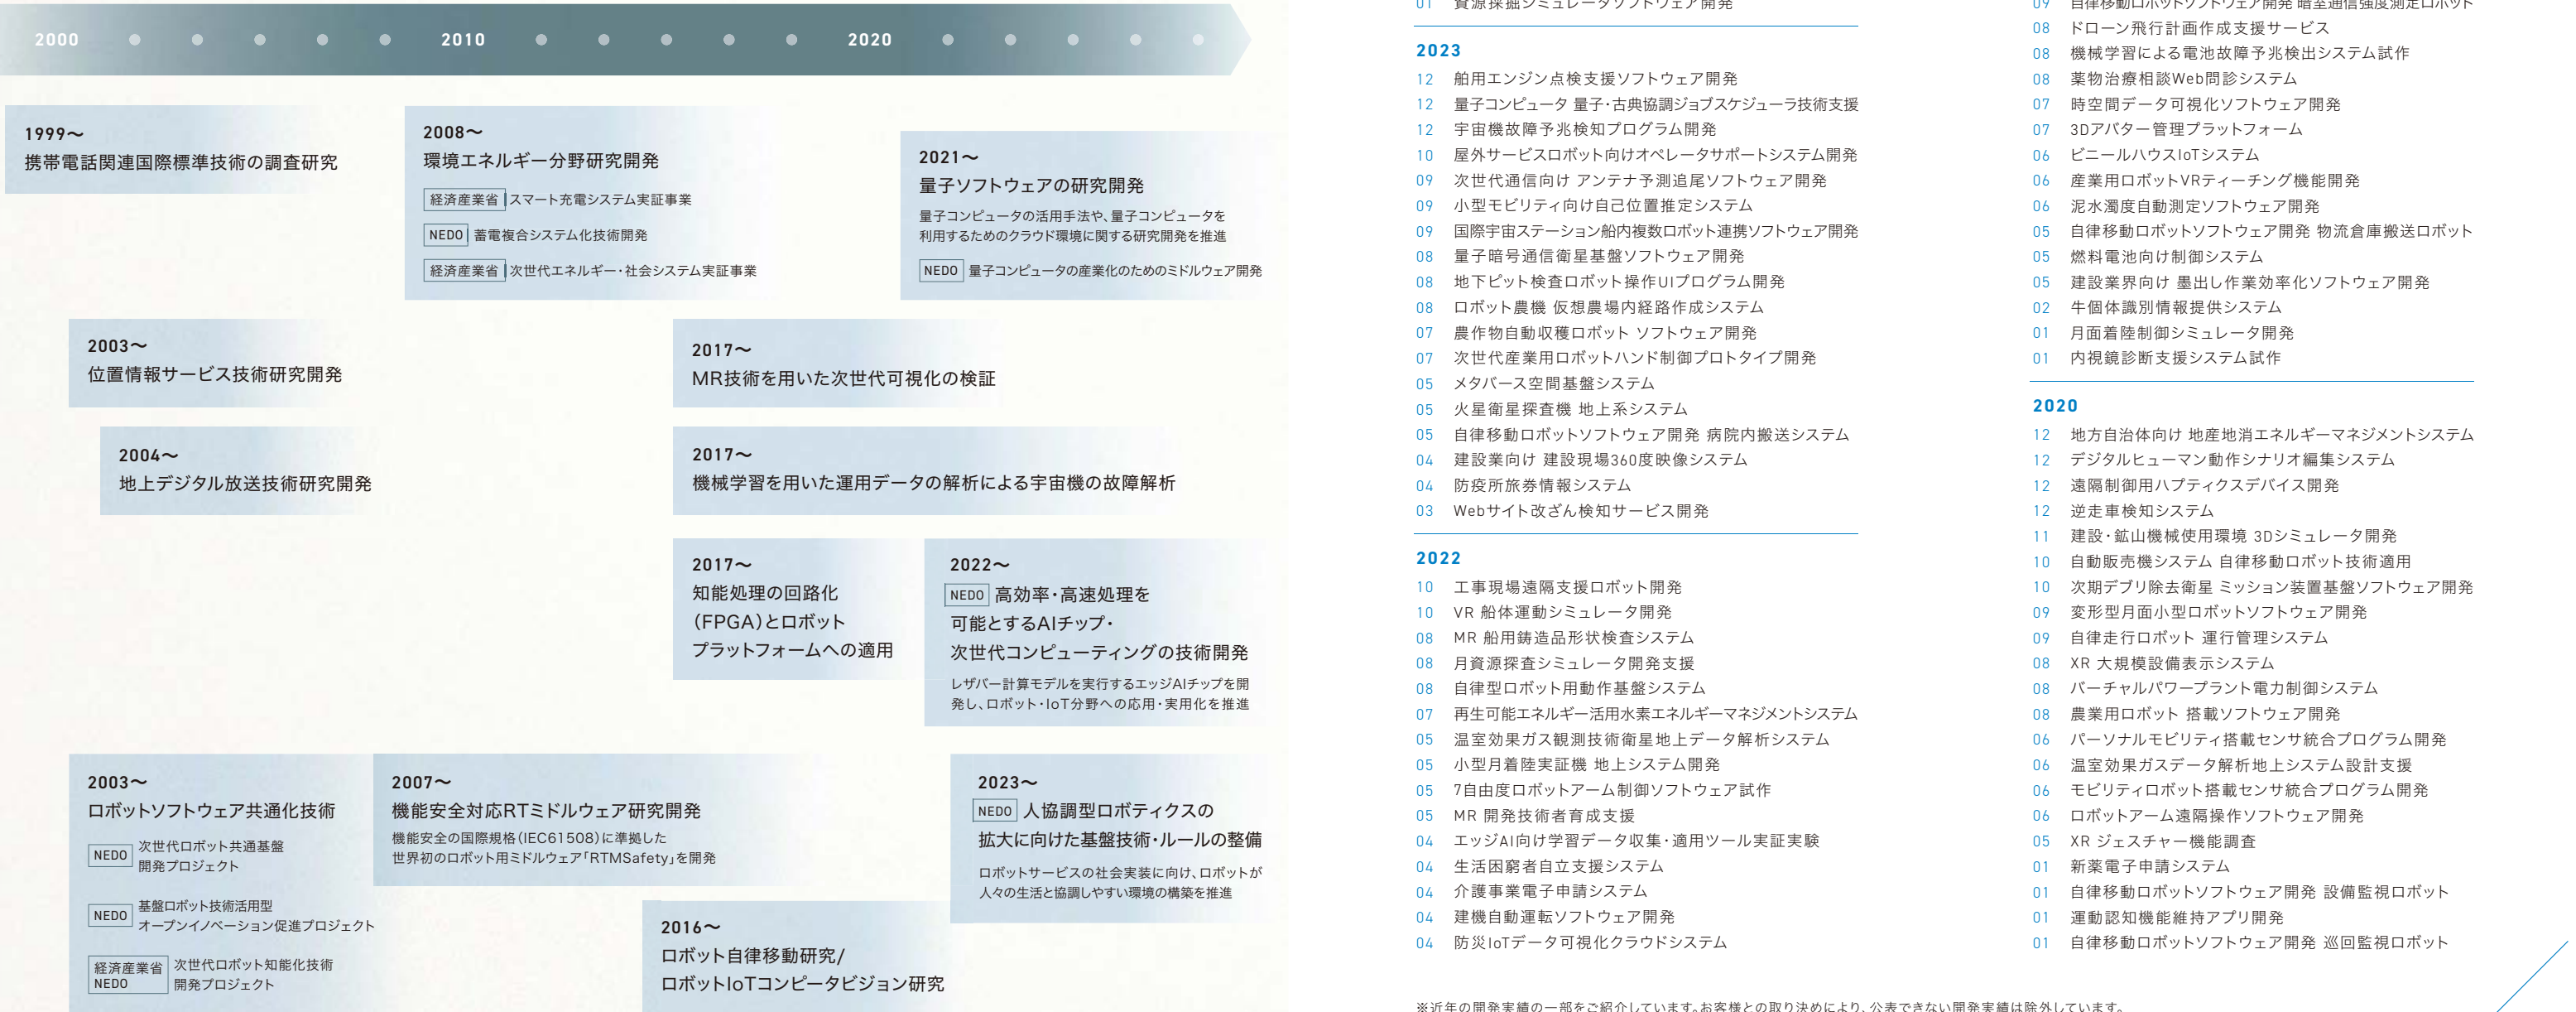 2000
2010
2020
1999〜
携帯電話関連国際標準技術の調査研究
2008〜
環境エネルギー分野研究開発
経済産業省 スマート充電システム実証事業
NEDO 蓄電複合システム化技術開発
経済産業省 次世代エネルギー・社会システム実証事業
2021〜
量子ソフトウェアの研究開発
量子コンピュータの活用手法や、量子コンピュータを
利用するためのクラウド環境に関する研究開発を推進
NEDO 量子コンピュータの産業化のためのミドルウェア開発
2003〜
位置情報サービス技術研究開発
2017〜
MR技術を用いた次世代可視化の検証
2004〜
地上デジタル放送技術研究開発
2017〜
機械学習を用いた運用データの解析による宇宙機の故障解析
2017〜
知能処理の回路化
(FPGA)とロボット
プラットフォームへの適用
2022〜
NEDO 高効率・高速処理を
可能とするAIチップ・
次世代コンピューティングの技術開発
レザバー計算モデルを実行するエッジAIチップを開
発し、ロボット・IoT分野への応用・実用化を推進
2003〜
ロボットソフトウェア共通化技術
NEDO 次世代ロボット共通基盤
開発プロジェクト
NEDO 基盤ロボット技術活用型
オープンイノベーション促進プロジェクト
経済産業省 NEDO 次世代ロボット知能化技術
開発プロジェクト
2007〜
機能安全対応RTミドルウェア研究開発
機能安全の国際規格(IEC61508)に準拠した
世界初のロボット用ミドルウェア「RTMSafety」を開発
2023〜
NEDO 人協調型ロボティクスの
拡大に向けた基盤技術・ルールの整備
ロボットサービスの社会実装に向け、ロボットが
人々の生活と協調しやすい環境の構築を推進
2016〜
ロボット自律移動研究/
ロボットIoTコンピータビジョン研究
01 資源採掘シミュレータソフトウェア開発
2023
12 舶用エンジン点検支援ソフトウェア開発
12 量子コンピュータ 量子・古典協調ジョブスケジューラ技術支援
12 宇宙機故障予兆検知プログラム開発
10 屋外サービスロボット向けオペレータサポートシステム開発
09 次世代通信向け アンテナ予測追尾ソフトウェア開発
09 小型モビリティ向け自己位置推定システム
09 国際宇宙ステーション船内複数ロボット連携ソフトウェア開発
08 量子暗号通信衛星基盤ソフトウェア開発
08 地下ピット検査ロボット操作UIプログラム開発
08 ロボット農機 仮想農場内経路作成システム
07 農作物自動収穫ロボット ソフトウェア開発
07 次世代産業用ロボットハンド制御プロトタイプ開発
05 メタバース空間基盤システム
05 火星衛星探査機 地上系システム
05 自律移動ロボットソフトウェア開発 病院内搬送システム
04 建設業向け 建設現場360度映像システム
04 防疫所旅券情報システム
03 Webサイト改ざん検知サービス開発
2022
10 工事現場遠隔支援ロボット開発
10 VR 船体運動シミュレータ開発
08 MR 船用鋳造品形状検査システム
08 月資源探査シミュレータ開発支援
08 自律型ロボット用動作基盤システム
07 再生可能エネルギー活用水素エネルギーマネジメントシステム
05 温室効果ガス観測技術衛星地上データ解析システム
05 小型月着陸実証機 地上システム開発
05 7自由度ロボットアーム制御ソフトウェア試作
05 MR 開発技術者育成支援
04 エッジAI向け学習データ収集・適用ツール実証実験
04 生活困窮者自立支援システム
04 介護事業電子申請システム
04 建機自動運転ソフトウェア開発
04 防災IoTデータ可視化クラウドシステム
09 自律移動ロボットソフトウェア開発 暗室通信強度測定ロボット
08 ドローン飛行計画作成支援サービス
08 機械学習による電池故障予兆検出システム試作
08 薬物治療相談Web問診システム
07 時空間データ可視化ソフトウェア開発
07 3Dアバター管理プラットフォーム
06 ビニールハウスIoTシステム
06 産業用ロボットVRティーチング機能開発
06 泥水濁度自動測定ソフトウェア開発
05 自律移動ロボットソフトウェア開発 物流倉庫搬送ロボット
05 燃料電池向け制御システム
05 建設業界向け 墨出し作業効率化ソフトウェア開発
02 牛個体識別情報提供システム
01 月面着陸制御シミュレータ開発
01 内視鏡診断支援システム試作
2020
12 地方自治体向け 地産地消エネルギーマネジメントシステム
12 デジタルヒューマン動作シナリオ編集システム
12 遠隔制御用ハプティクスデバイス開発
12 逆走車検知システム
11 建設・鉱山機械使用環境 3Dシミュレータ開発
10 自動販売機システム 自律移動ロボット技術適用
10 次期デブリ除去衛星 ミッション装置基盤ソフトウェア開発
09 変形型月面小型ロボットソフトウェア開発
09 自律走行ロボット 運行管理システム
08 XR 大規模設備表示システム
08 バーチャルパワープラント電力制御システム
08 農業用ロボット 搭載ソフトウェア開発
06 パーソナルモビリティ搭載センサ統合プログラム開発
06 温室効果ガスデータ解析地上システム設計支援
06 モビリティロボット搭載センサ統合プログラム開発
06 ロボットアーム遠隔操作ソフトウェア開発
05 XR ジェスチャー機能調査
01 新薬電子申請システム
01 自律移動ロボットソフトウェア開発 設備監視ロボット
01 運動認知機能維持アプリ開発
01 自律移動ロボットソフトウェア開発 巡回監視ロボット
※近年の開発実績の一部をご紹介しています。お客様との取り決めにより、公表できない開発実績は除外しています。